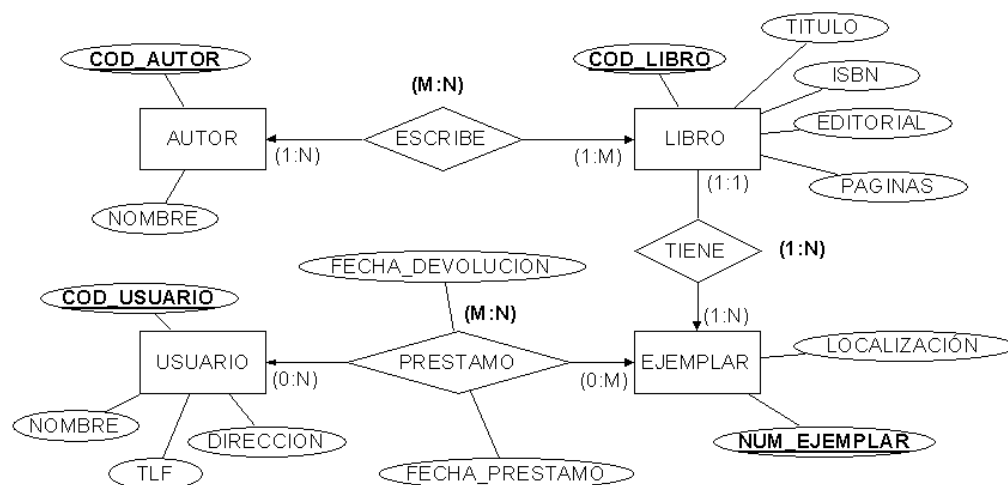 TITULO
COD_AUTOR
COD_LIBRO
ISBN
(M:N)
EDITORIAL
AUTOR
ESCRIBE
LIBRO
(1:N)
(1:M)
(1:1)
PAGINAS
NOMBRE
TIENE
(1:N)
FECHA_DEVOLUCION
COD_USUARIO
(M:N)
(1:N)
LOCALIZACIÓN
USUARIO
PRESTAMO
EJEMPLAR
(0:N)
(0:M)
NOMBRE
DIRECCION
NUM_EJEMPLAR
TLF
FECHA_PRESTAMO